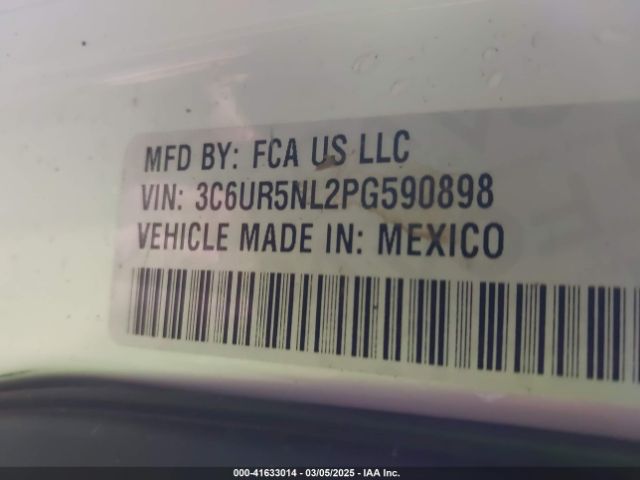 MFD BY: FCA US LLC
VIN: 3C6UR5NL2PG590898
VEHICLE MADE IN: MEXICO
000-41633014 - 03/05/2025 - IAA Inc.